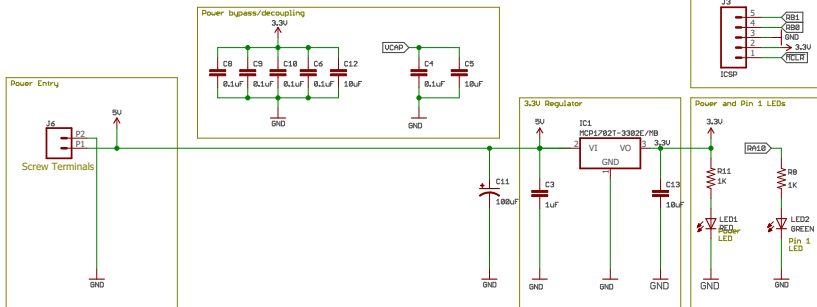 Power bypass/decoupling
3.3V
C8
0.1uF
C9
0.1uF
C10
0.1uF
C6
0.1uF
C12
10uF
GND
VCAP
C4
0.1uF
C5
10uF
GND
J3
5
4
3
2
1
RB1
RB0
GND
3.3V
MCLR
ICSP
Power Entry
J6
P2
P1
Screw Terminals
5V
GND
C11
100uF
GND
3.3V Regulator
5V
IC1
MCP1702T-3302E/MB
2
VI
VO
3
3.3V
GND
1
C3
1uF
C13
10uF
GND
GND
GND
Power and Pin 1 LEDs
3.3V
RA10
R11
1K
R8
1K
LED1
RED
Power
LED
LED2
GREEN
Pin 1
LED
GND
GND